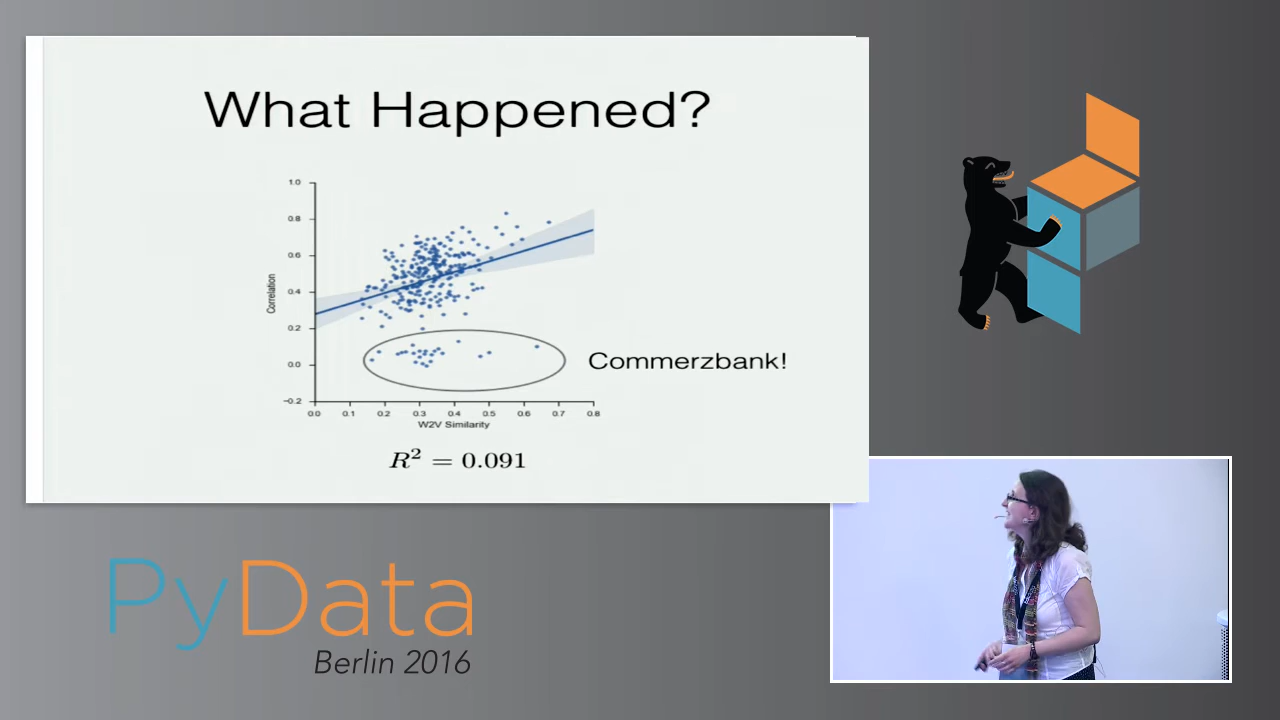 What Happened?
1.0
0.8
0.6
0.4
0.2
0.0
−0.2
Correlation
0.0 0.1 0.2 0.3 0.4 0.5 0.6 0.7 0.8
W2V Similarity
Commerzbank!
R² = 0.091
PyData
Berlin 2016